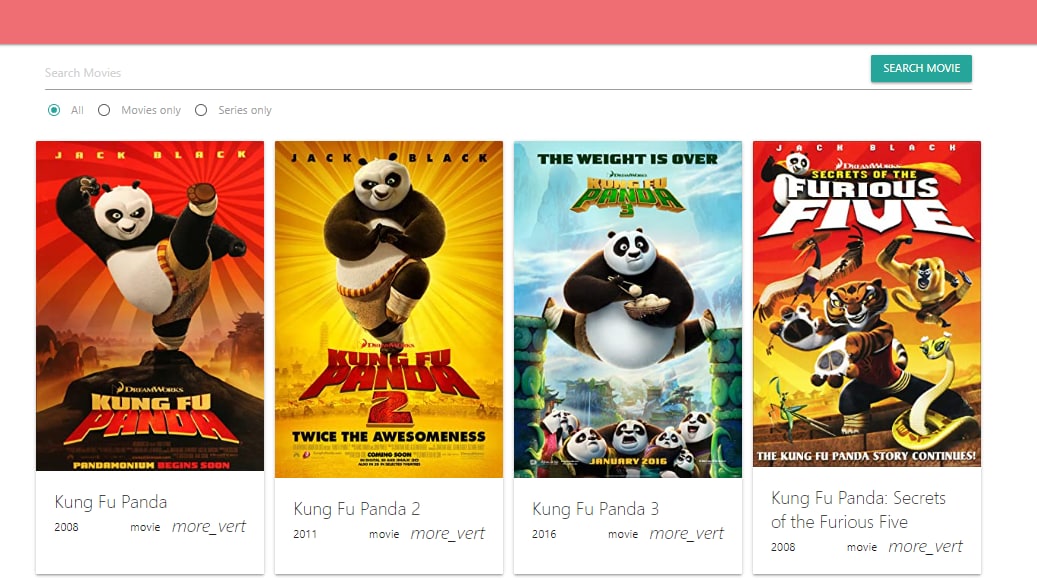 Search Movies
SEARCH MOVIE
All
Movies only
Series only
JACK BLACK
DREAMWORKS
KUNG FU
PANDA
PANDAMONIUM BEGINS SOON
Kung Fu Panda
2008 movie more_vert
JACK BLACK
DREAMWORKS
KUNG FU
PANDA
2
TWICE THE AWESOMENESS
COMING SOON
Kung Fu Panda 2
2011 movie more_vert
THE WEIGHT IS OVER
DREAMWORKS
KUNG FU
PANDA
3
JANUARY 2016
Kung Fu Panda 3
2016 movie more_vert
JACK BLACK
DREAMWORKS
SECRETS OF THE
FURIOUS
FIVE
THE KUNG FU PANDA STORY CONTINUES!
Kung Fu Panda: Secrets
of the Furious Five
2008 movie more_vert